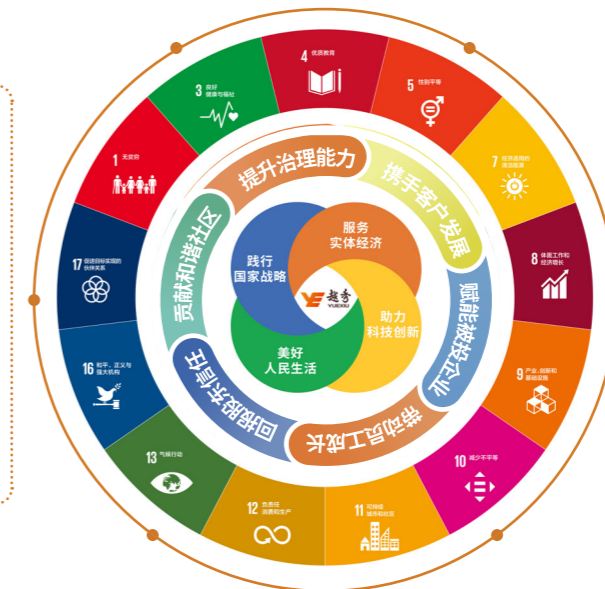 4 优质教育
5 性别平等
7 经济适用的
清洁能源
8 体面工作和
经济增长
9 产业、创新和
基础设施
10 减少不平等
11 可持续
城市和社区
12 负责任
消费和生产
13 气候行动
16 和平、正义与
强大机构
17 促进目标实现的
伙伴关系
1 无贫穷
3 良好
健康与福祉
提升治理能力
携手客户发展
赋能被投企业
带动员工成长
回报股东信任
贡献和谐社区
践行
国家战略
服务
实体经济
助力
科技创新
美好
人民生活
越秀
YUEXIU